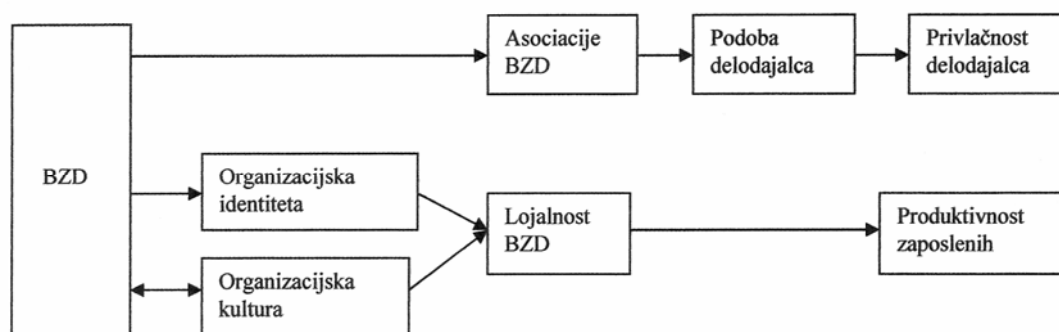 Asociacije
BZD
Podoba
delodajalca
Privlačnost
delodajalca
BZD
Organizacijska
identiteta
Lojalnost
BZD
Produktivnost
zaposlenih
Organizacijska
kultura